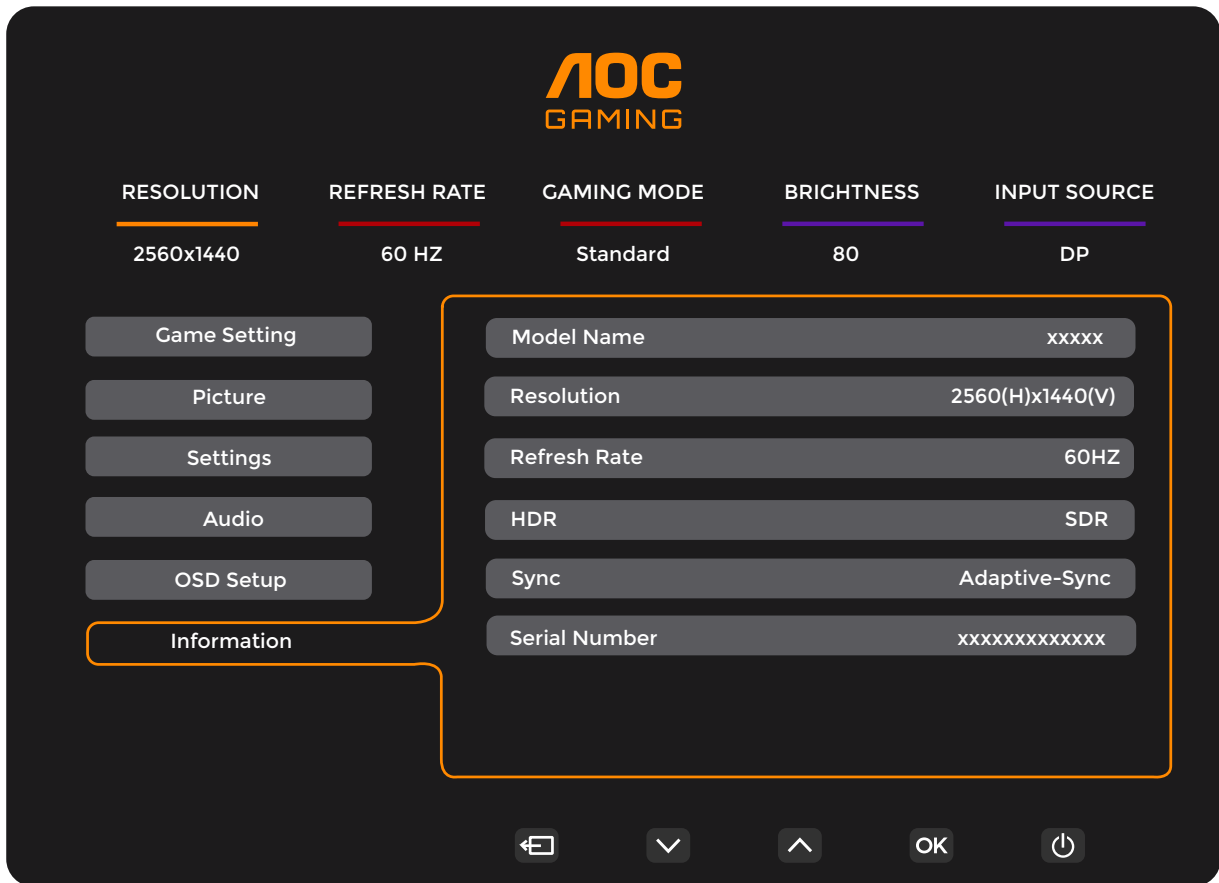 AOC
GAMING
RESOLUTION REFRESH RATE GAMING MODE BRIGHTNESS INPUT SOURCE
2560x1440 60 HZ Standard 80 DP
Game Setting
Picture
Settings
Audio
OSD Setup
Information
Model Name xxxxx
Resolution 2560(H)x1440(V)
Refresh Rate 60HZ
HDR SDR
Sync Adaptive-Sync
Serial Number xxxxxxxxxxxxx
OK